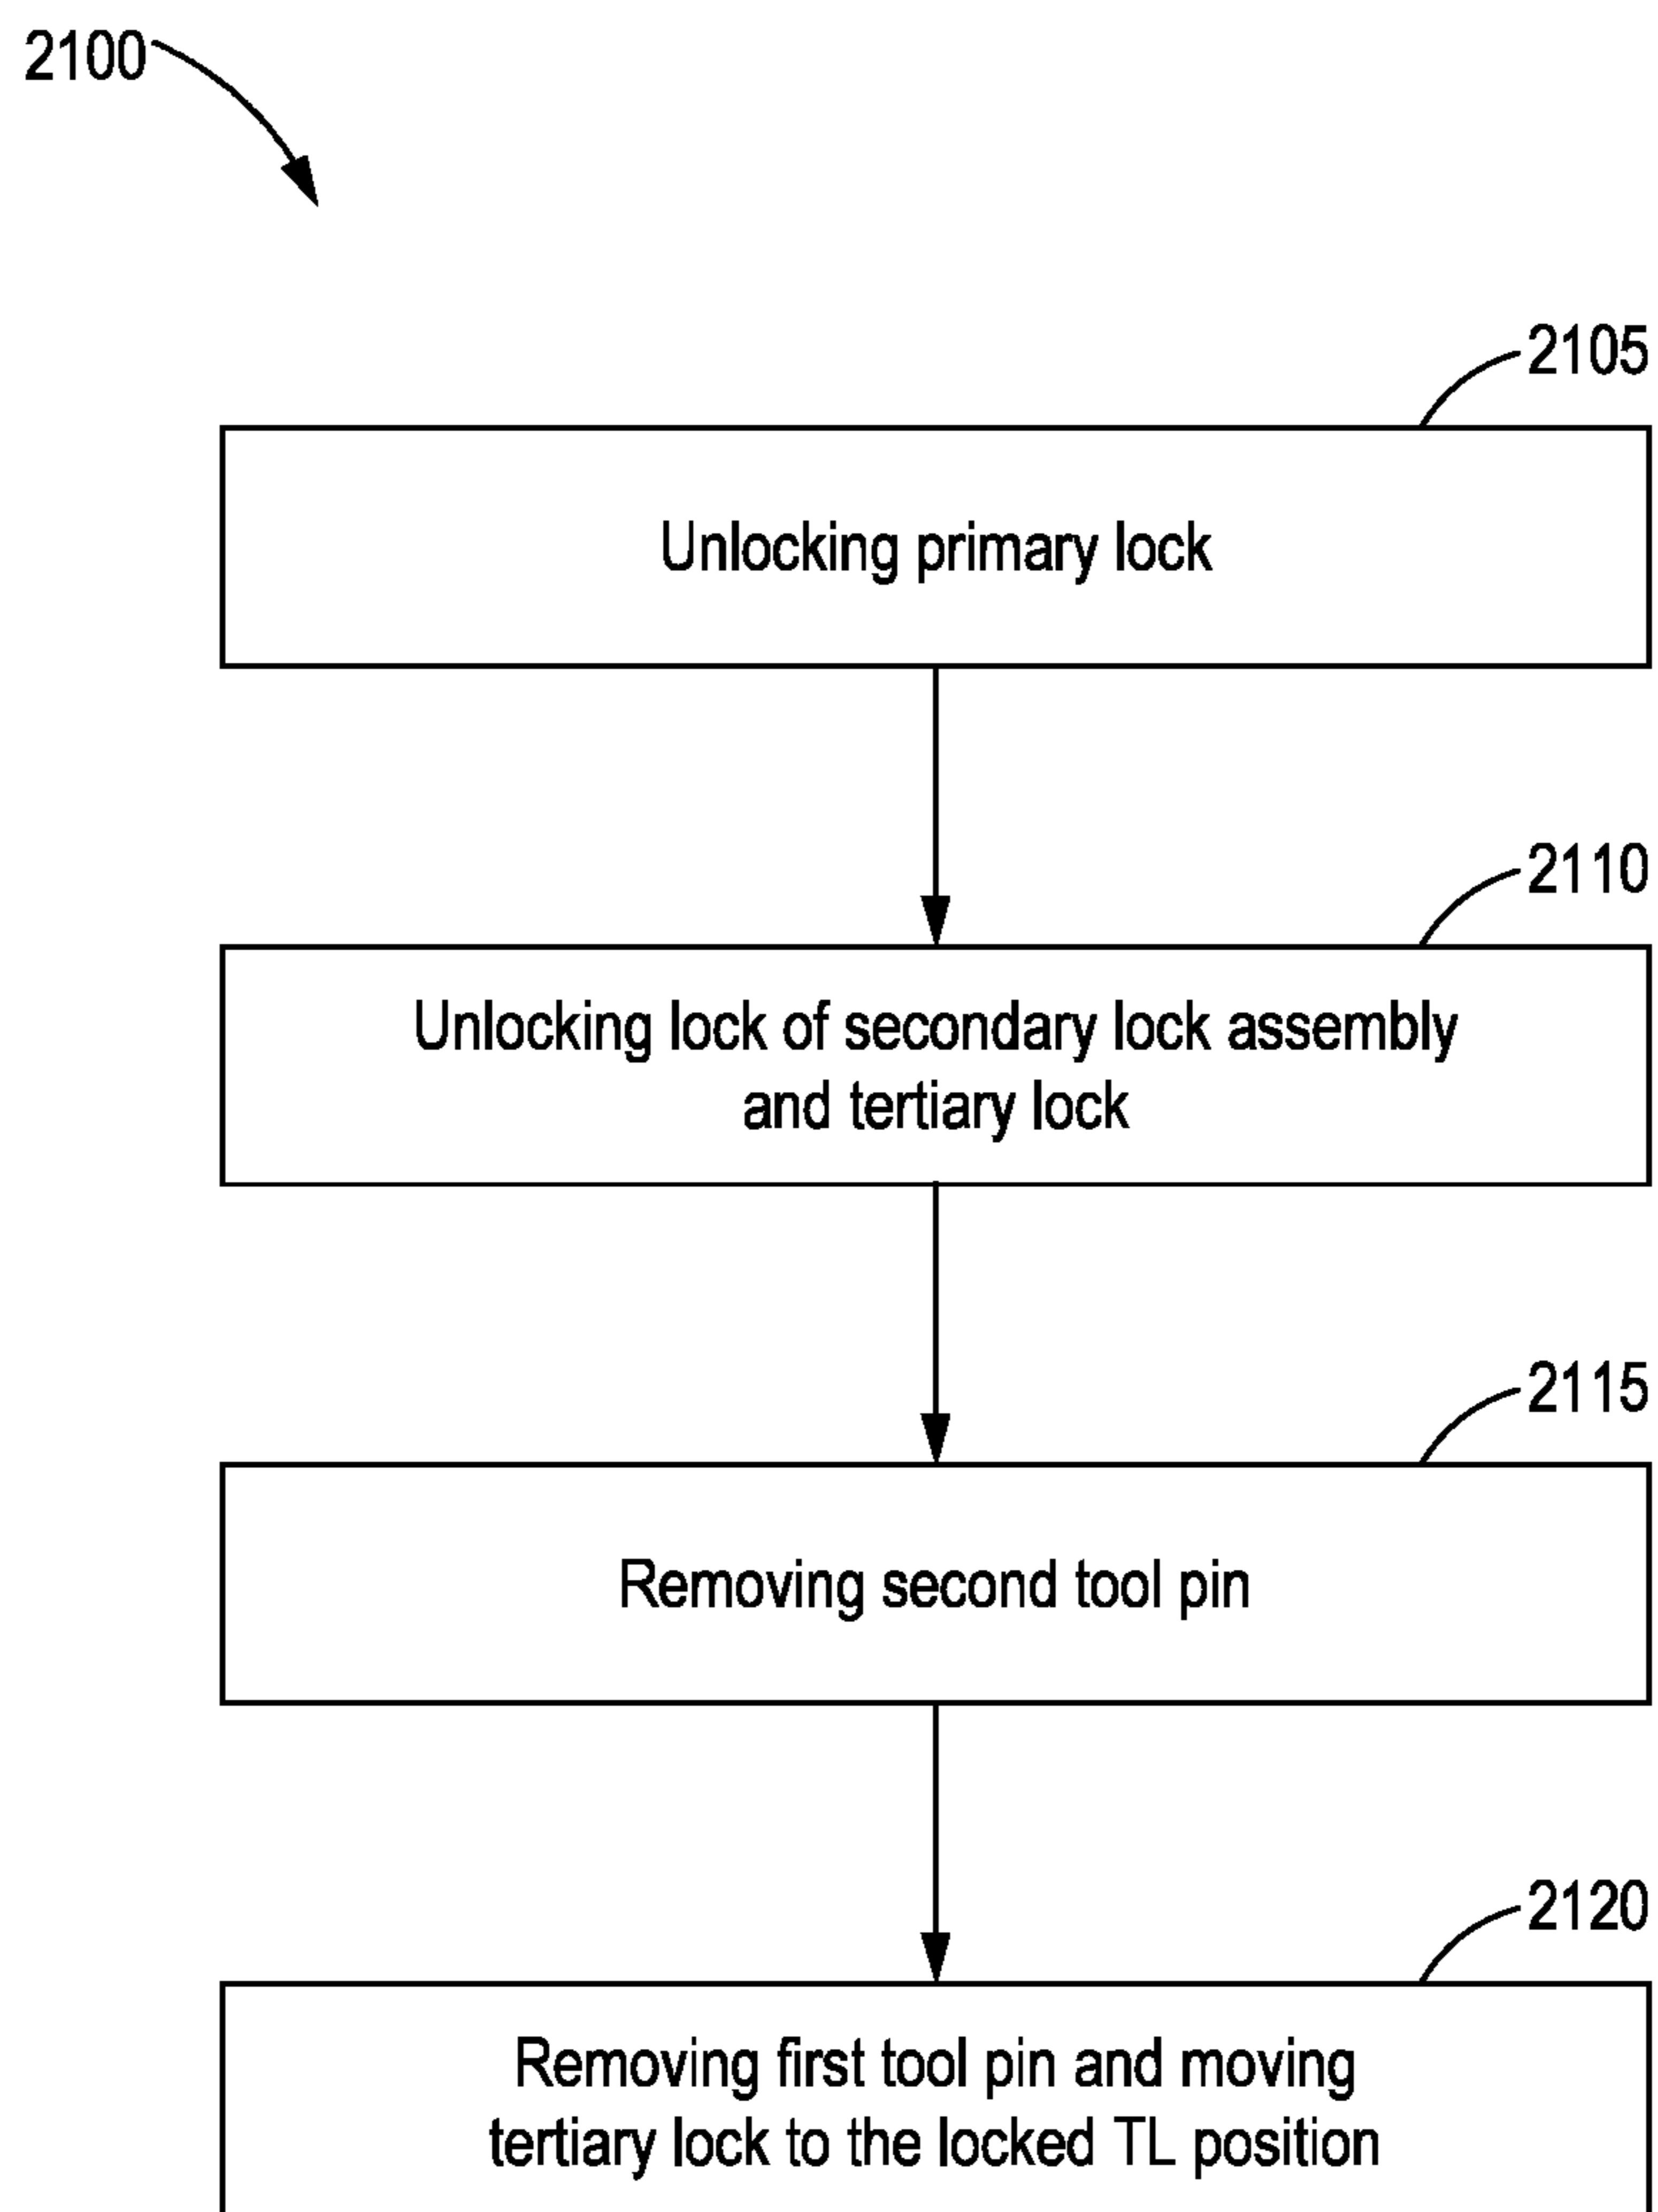 2100
2105
Unlocking primary lock
2110
Unlocking lock of secondary lock assembly
and tertiary lock
2115
Removing second tool pin
2120
Removing first tool pin and moving
tertiary lock to the locked TL position